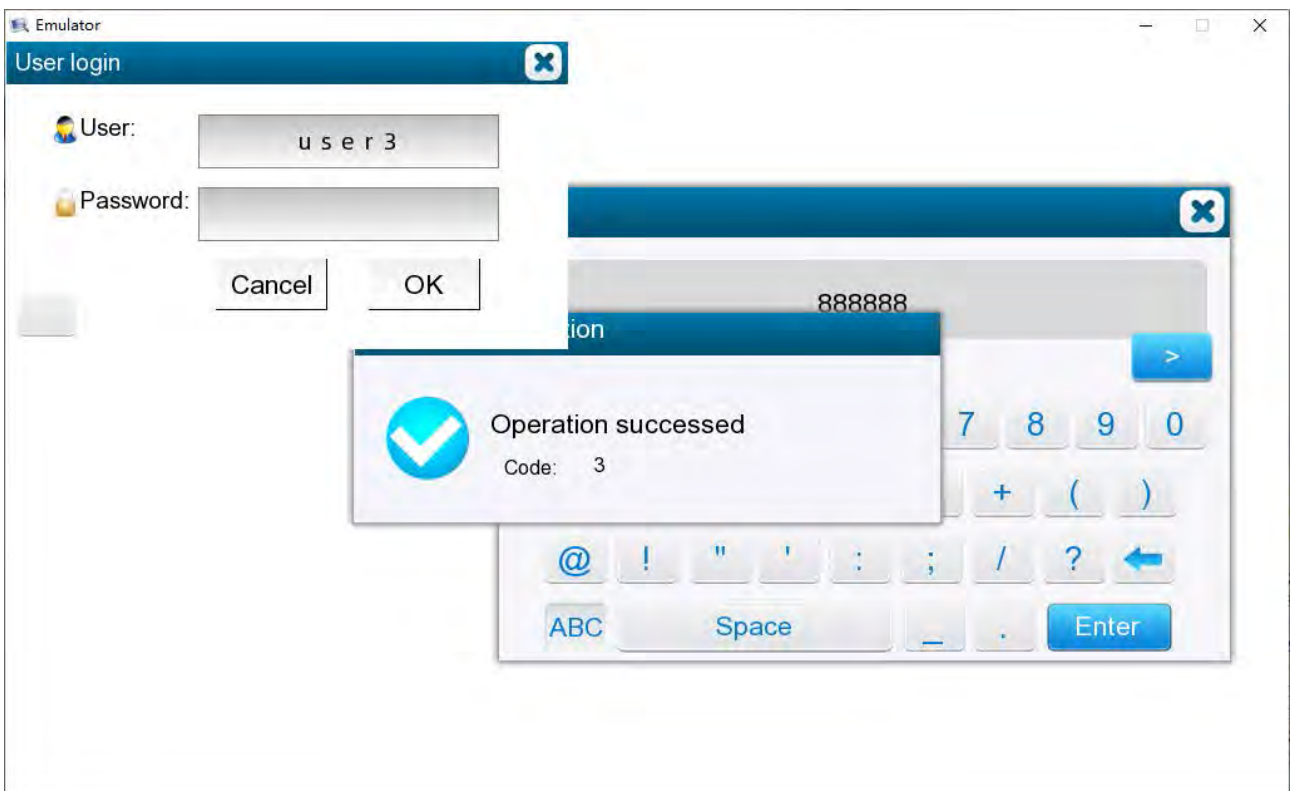 Emulator
User login
User:
user3
Password:
Cancel
OK
888888
tion
>
Operation successed
Code: 3
7 8 9 0
+ ( )
@ ! " ' : ; / ?
ABC Space _ . Enter